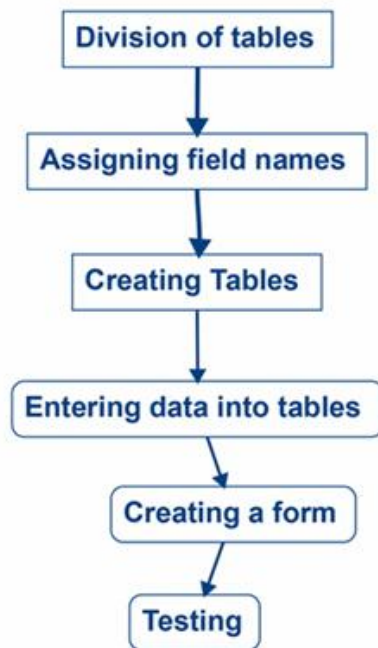 Division of tables
Assigning field names
Creating Tables
Entering data into tables
Creating a form
Testing